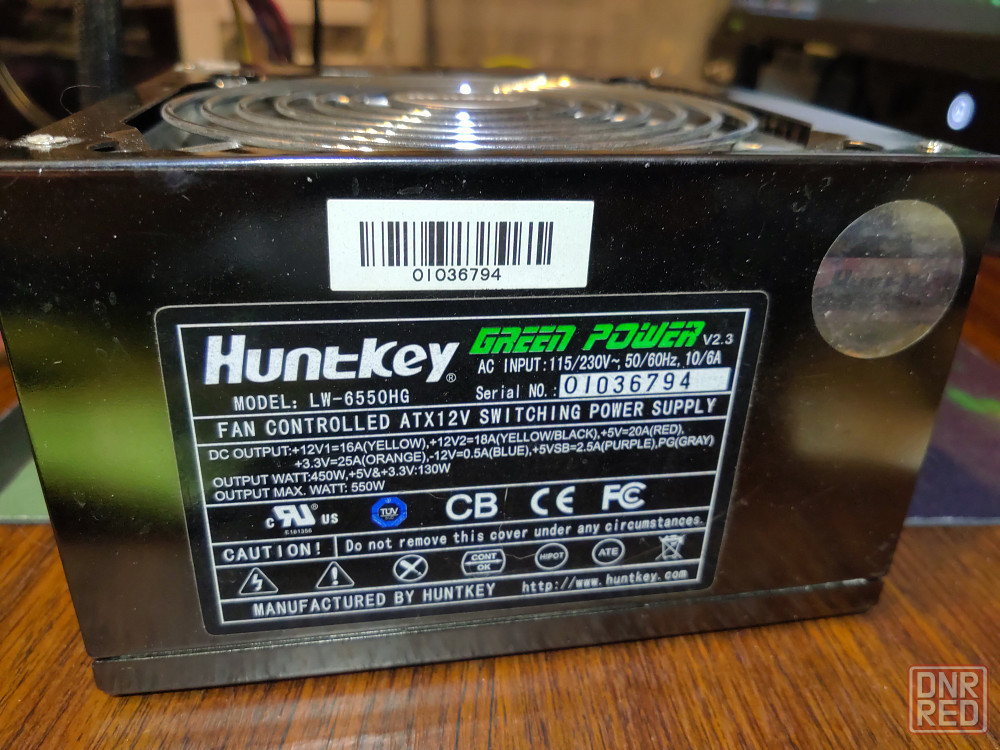 01036794
Huntkey®
GREEN POWER V2.3
AC INPUT:115/230V~, 50/60Hz, 10/6A
MODEL: LW-6550HG
Serial NO.: 01036794
FAN CONTROLLED ATX12V SWITCHING POWER SUPPLY
DC OUTPUT:+12V1=16A(YELLOW),+12V2=18A(YELLOW/BLACK),+5V=20A(RED),
+3.3V=25A(ORANGE),-12V=0.5A(BLUE),+5VSB=2.5A(PURPLE),PG(GRAY)
OUTPUT WATT:450W,+5V&+3.3V:130W
OUTPUT MAX. WATT: 550W
c RU® US
E181356
TÜV
CB
CE
FC
CAUTION!
Do not remove this cover under any circumstances.
CONT
OK
HIPOT
ATE
MANUFACTURED BY HUNTKEY
http://www.huntkey.com
DNR
RED